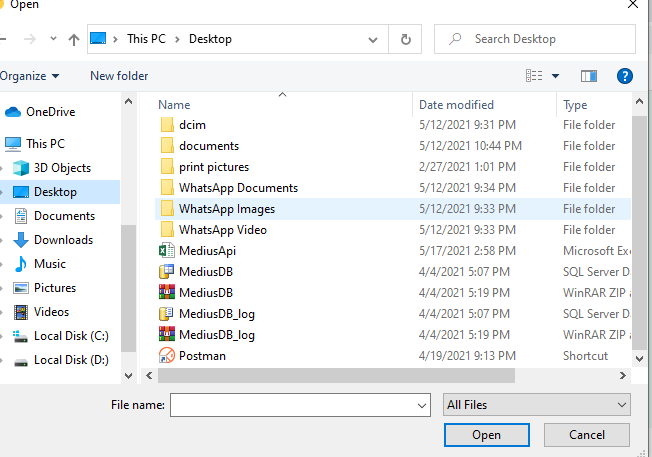 Open
This PC > Desktop
Search Desktop
Organize
New folder
?
Name
Date modified
Type
OneDrive
This PC
3D Objects
Desktop
Documents
Downloads
Music
Pictures
Videos
Local Disk (C:)
Local Disk (D:)
dcim 5/12/2021 9:31 PM File folder
documents 5/12/2021 10:44 PM File folder
print pictures 2/27/2021 1:01 PM File folder
WhatsApp Documents 5/12/2021 9:34 PM File folder
WhatsApp Images 5/12/2021 9:33 PM File folder
WhatsApp Video 5/12/2021 9:33 PM File folder
MediusApi 5/17/2021 2:58 PM Microsoft Exc
MediusDB 4/4/2021 5:07 PM SQL Server D
MediusDB 4/4/2021 5:19 PM WinRAR ZIP a
MediusDB_log 4/4/2021 5:07 PM SQL Server D
MediusDB_log 4/4/2021 5:19 PM WinRAR ZIP a
Postman 4/19/2021 9:13 PM Shortcut
File name:
All Files
Open
Cancel